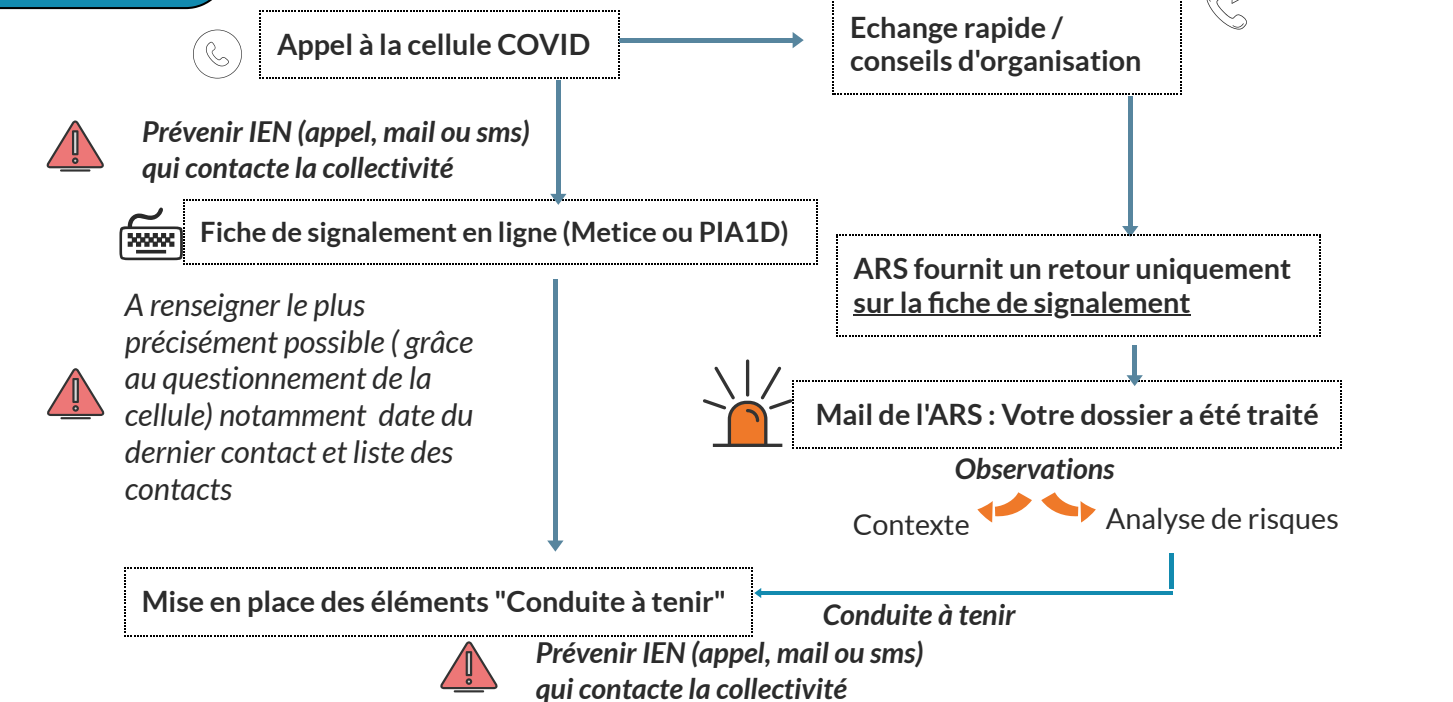 Appel à la cellule COVID
Echange rapide /
conseils d'organisation
Prévenir IEN (appel, mail ou sms)
qui contacte la collectivité
Fiche de signalement en ligne (Metice ou PIA1D)
ARS fournit un retour uniquement
sur la fiche de signalement
A renseigner le plus
précisément possible ( grâce
au questionnement de la
cellule) notamment  date du
dernier contact et liste des
contacts
Mail de l'ARS : Votre dossier a été traité
Observations
Contexte
Analyse de risques
Mise en place des éléments "Conduite à tenir"
Conduite à tenir
Prévenir IEN (appel, mail ou sms)
qui contacte la collectivité